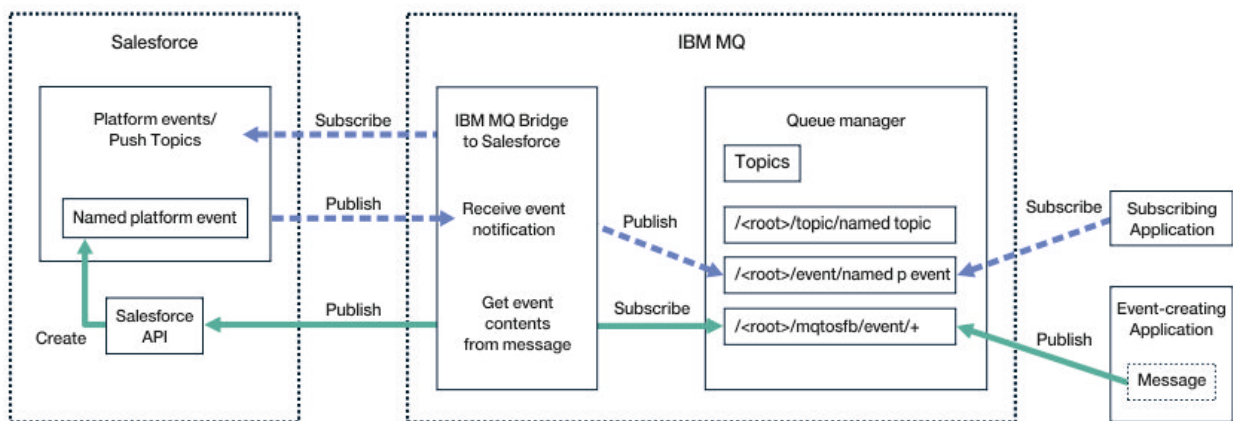 Salesforce
IBM MQ
Platform events/
Push Topics
Subscribe
IBM MQ Bridge
to Salesforce
Queue manager
Topics
Named platform event
Publish
Receive event
notification
Publish
/<root>/topic/named topic
Subscribe
Subscribing
Application
/<root>/event/named p event
Create
Salesforce
API
Publish
Get event
contents
from message
Subscribe
/<root>/mqtosfb/event/+
Publish
Event-creating
Application
Message